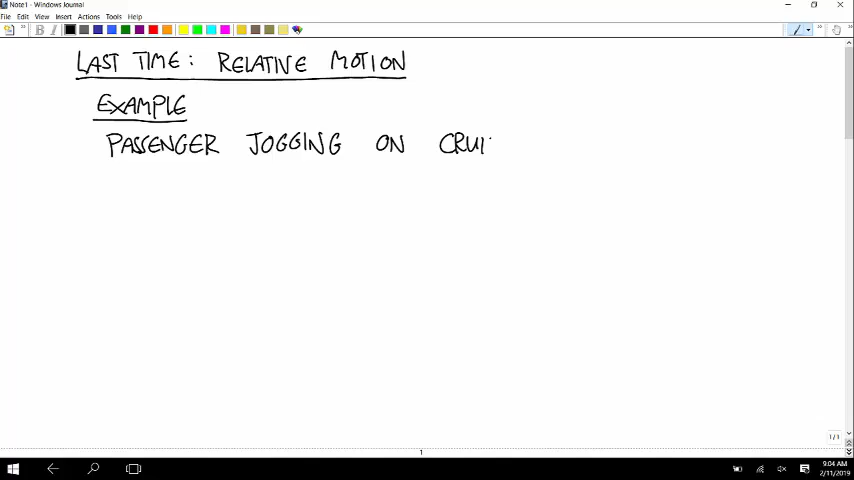 Note1 - Windows Journal
File Edit View Insert Actions Tools Help
B I
LAST TIME: RELATIVE MOTION
EXAMPLE
PASSENGER JOGGING ON CRUI
1/1
1
9:04 AM
2/11/2019